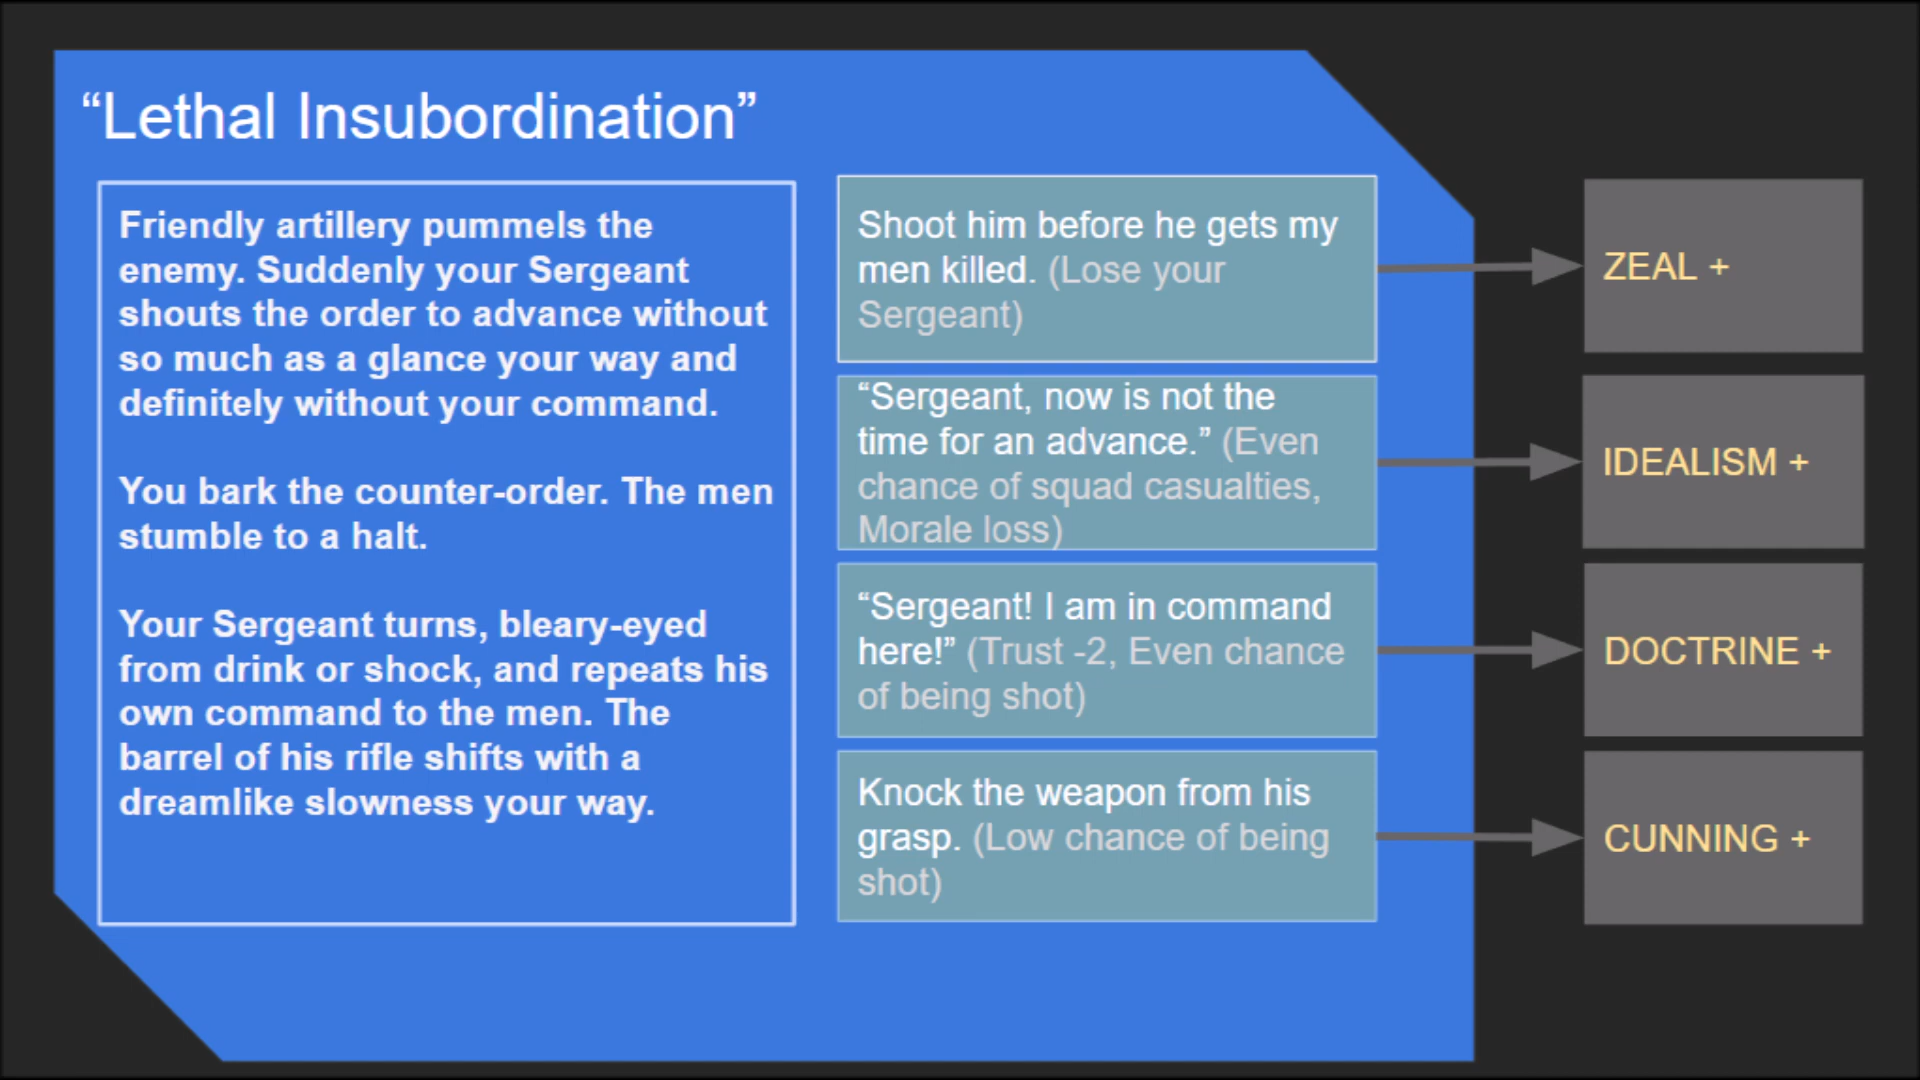 “Lethal Insubordination”
Friendly artillery pummels the
enemy. Suddenly your Sergeant
shouts the order to advance without
so much as a glance your way and
definitely without your command.
You bark the counter-order. The men
stumble to a halt.
Your Sergeant turns, bleary-eyed
from drink or shock, and repeats his
own command to the men. The
barrel of his rifle shifts with a
dreamlike slowness your way.
Shoot him before he gets my
men killed. (Lose your
Sergeant)
ZEAL +
“Sergeant, now is not the
time for an advance.” (Even
chance of squad casualties,
Morale loss)
IDEALISM +
“Sergeant! I am in command
here!” (Trust -2, Even chance
of being shot)
DOCTRINE +
Knock the weapon from his
grasp. (Low chance of being
shot)
CUNNING +